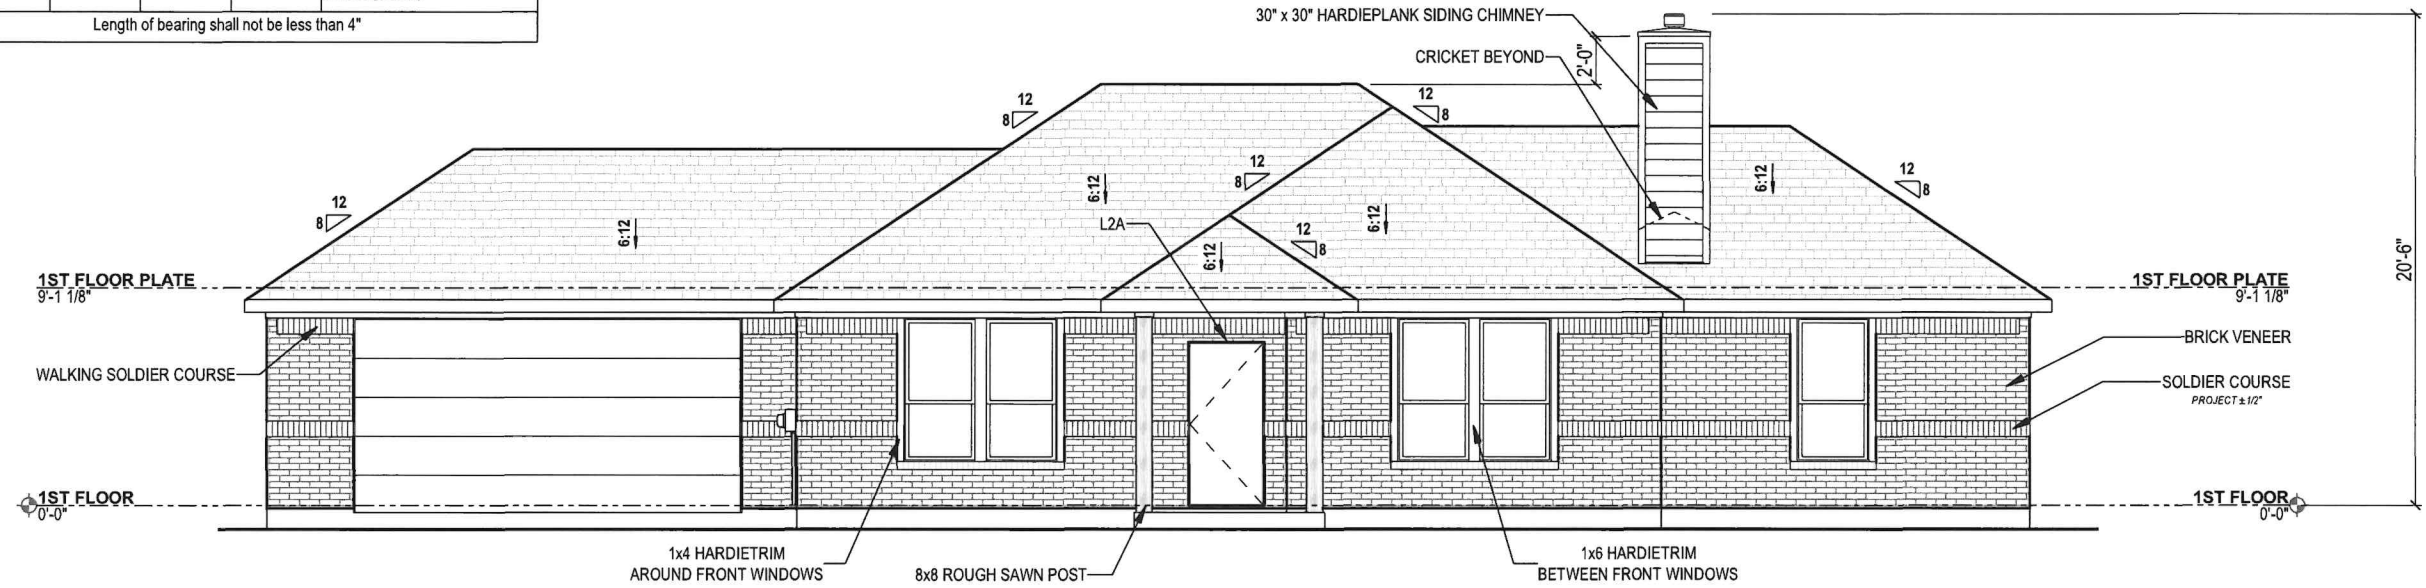 Length of bearing shall not be less than 4"
30" x 30" HARDIEPLANK SIDING CHIMNEY
CRICKET BEYOND
2'-0"
20'-6"
12
8
12
8
12
8
12
8
12
8
12
8
6:12
6:12
6:12
6:12
6:12
L2A
1ST FLOOR PLATE
9'-1 1/8"
1ST FLOOR PLATE
9'-1 1/8"
WALKING SOLDIER COURSE
BRICK VENEER
SOLDIER COURSE
PROJECT ± 1/2"
1ST FLOOR
0'-0"
1ST FLOOR
0'-0"
1x4 HARDIETRIM
AROUND FRONT WINDOWS
8x8 ROUGH SAWN POST
1x6 HARDIETRIM
BETWEEN FRONT WINDOWS